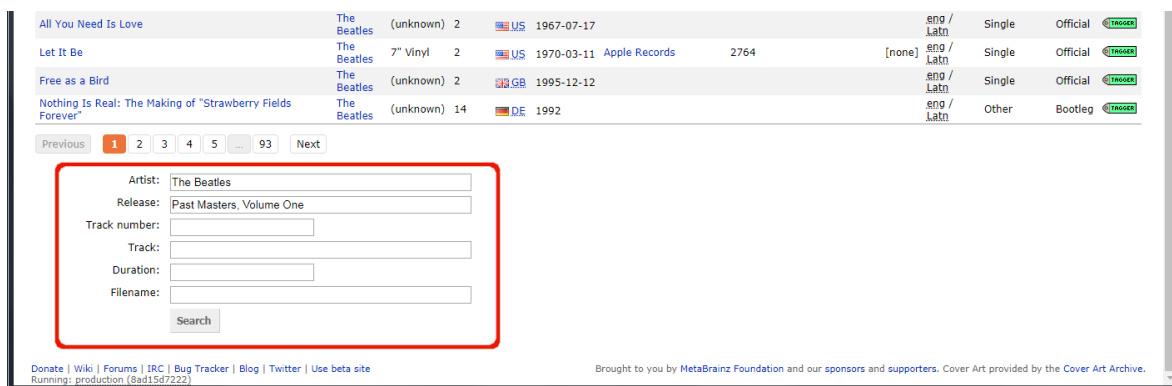 All You Need Is Love The Beatles (unknown) 2 US 1967-07-17 eng / Latn Single Official TAGGER
Let It Be The Beatles 7" Vinyl 2 US 1970-03-11 Apple Records 2764 [none] eng / Latn Single Official TAGGER
Free as a Bird The Beatles (unknown) 2 GB 1995-12-12 eng / Latn Single Official TAGGER
Nothing Is Real: The Making of "Strawberry Fields Forever" The Beatles (unknown) 14 DE 1992 eng / Latn Other Bootleg TAGGER
Previous 1 2 3 4 5 ... 93 Next
Artist: The Beatles
Release: Past Masters, Volume One
Track number:
Track:
Duration:
Filename:
Search
Donate | Wiki | Forums | IRC | Bug Tracker | Blog | Twitter | Use beta site Brought to you by MetaBrainz Foundation and our sponsors and supporters. Cover Art provided by the Cover Art Archive.
Running: production (8ad15d7222)